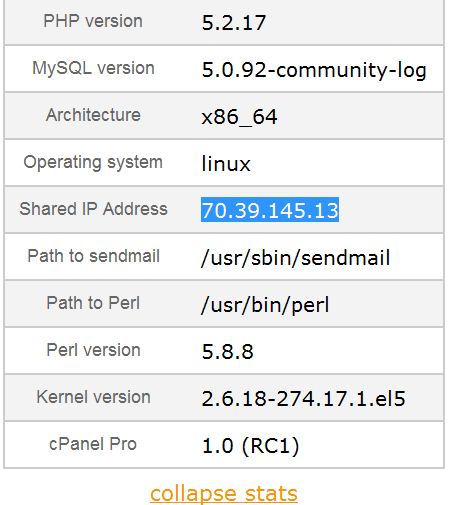 PHP version 5.2.17
MySQL version 5.0.92-community-log
Architecture x86_64
Operating system linux
Shared IP Address 70.39.145.13
Path to sendmail /usr/sbin/sendmail
Path to Perl /usr/bin/perl
Perl version 5.8.8
Kernel version 2.6.18-274.17.1.el5
cPanel Pro 1.0 (RC1)
collapse stats